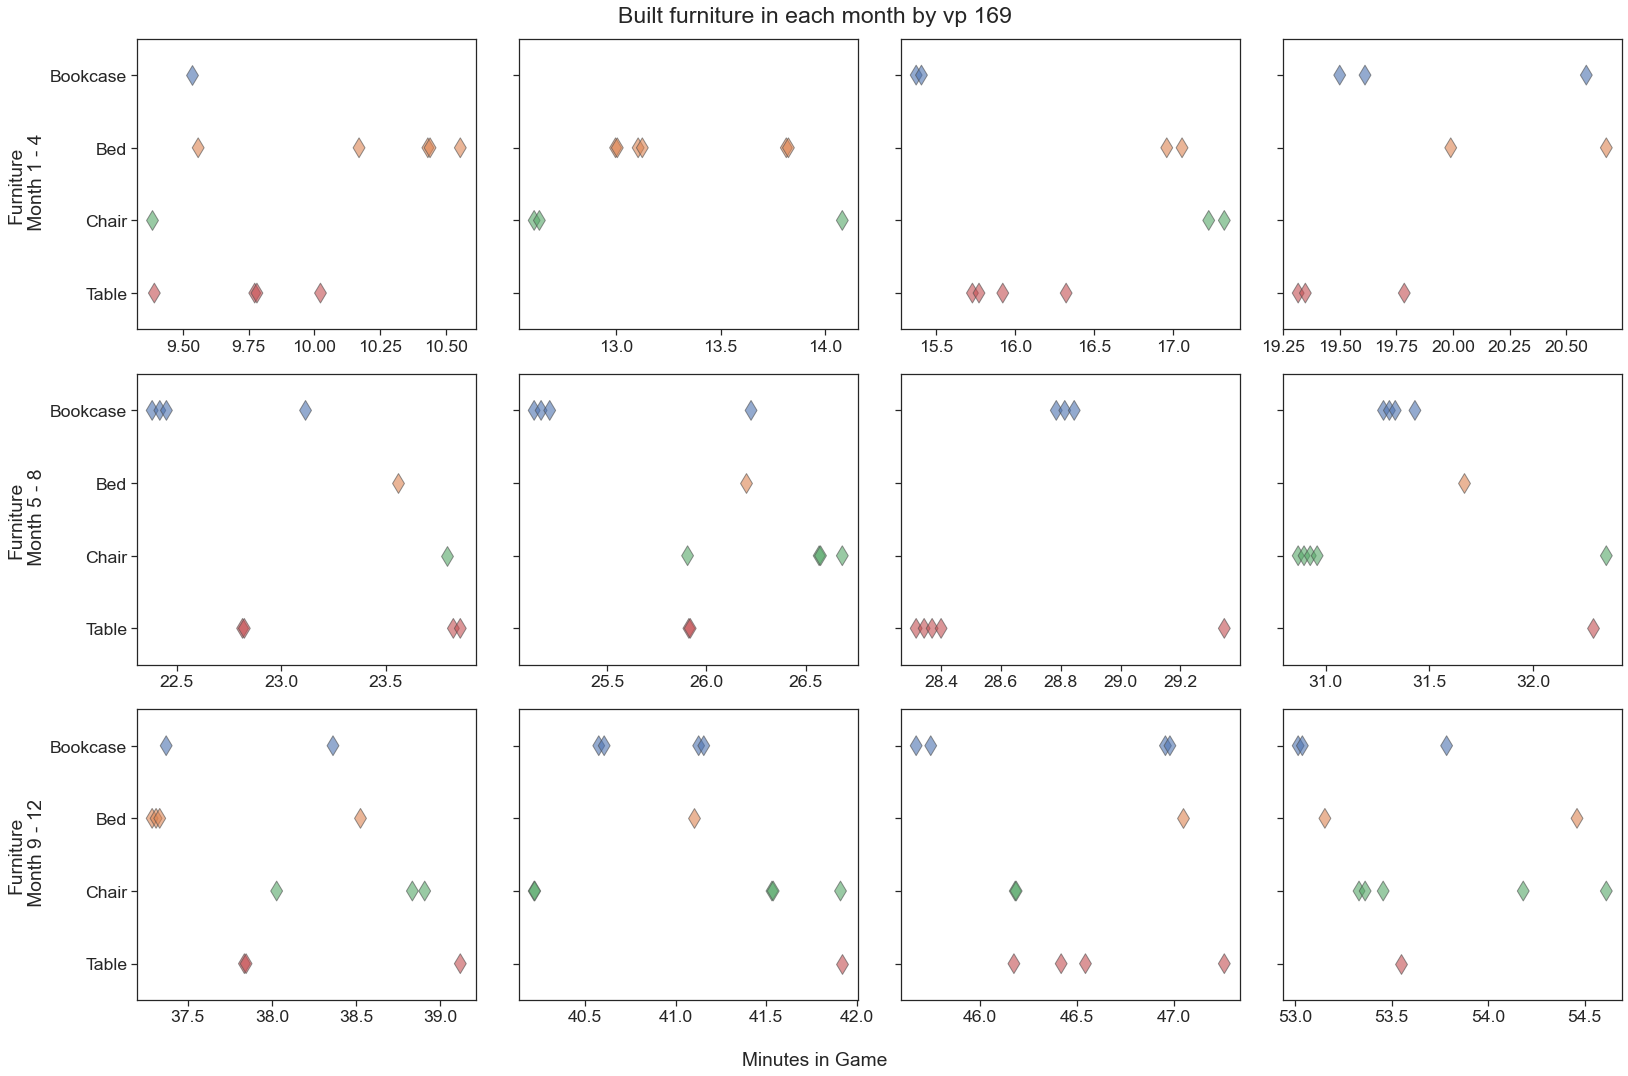 Built furniture in each month by vp 169
Furniture
Month 1 - 4
Bookcase
Bed
Chair
Table
9.50 9.75 10.00 10.25 10.50
13.0 13.5 14.0
15.5 16.0 16.5 17.0
19.25 19.50 19.75 20.00 20.25 20.50
Furniture
Month 5 - 8
Bookcase
Bed
Chair
Table
22.5 23.0 23.5
25.5 26.0 26.5
28.4 28.6 28.8 29.0 29.2
31.0 31.5 32.0
Furniture
Month 9 - 12
Bookcase
Bed
Chair
Table
37.5 38.0 38.5 39.0
40.5 41.0 41.5 42.0
46.0 46.5 47.0
53.0 53.5 54.0 54.5
Minutes in Game